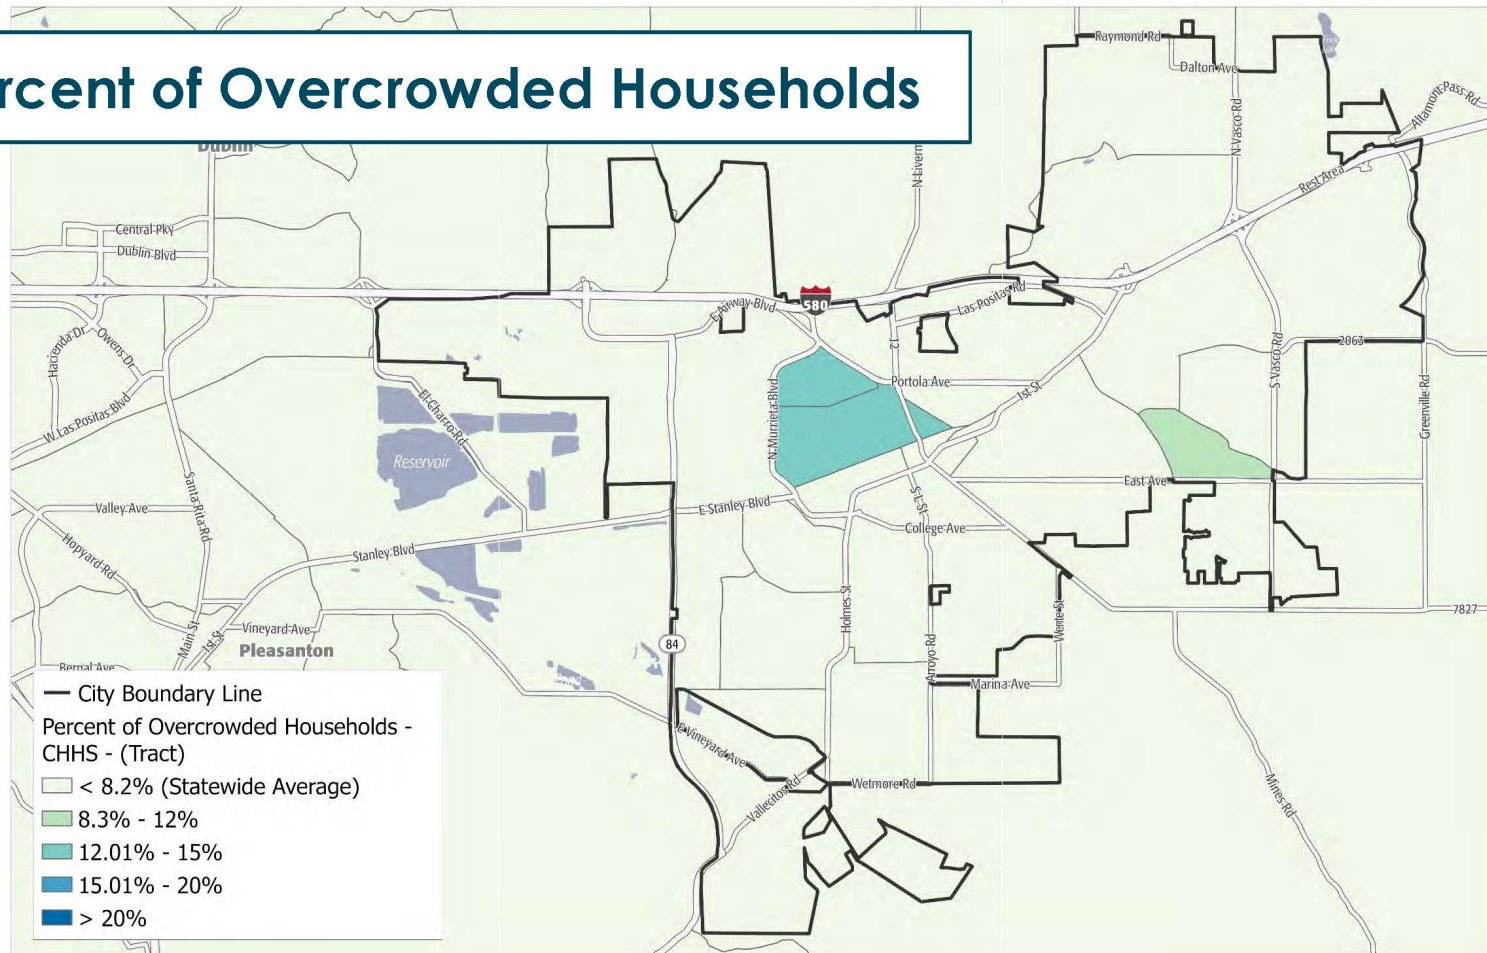 rcent of Overcrowded Households
Raymond Rd
Dalton Ave
N Vasco Rd
Altamont Pass Rd
Rest Area
Dublin
N Liverm
Central Pky
Dublin Blvd
580
E Airway Blvd
Las Positas Rd
J2
Hacienda Dr
Owens Dr
W Las Positas Blvd
El Charro Rd
N Murrieta Blvd
Portola Ave
1st St
S Vasco Rd
2063
Greenville Rd
Reservoir
Santa Rita Rd
Valley Ave
Hopyard Rd
Stanley Blvd
E Stanley Blvd
East Ave
S L St
College Ave
Holmes St
Arroyo Rd
Wente St
7827
Main St
1st St
Vineyard Ave
Pleasanton
84
Bernal Ave
Marina Ave
E Vineyard Ave
Vallecitos Rd
Wetmore Rd
Mines Rd
City Boundary Line
Percent of Overcrowded Households -
CHHS - (Tract)
< 8.2% (Statewide Average)
8.3% - 12%
12.01% - 15%
15.01% - 20%
> 20%